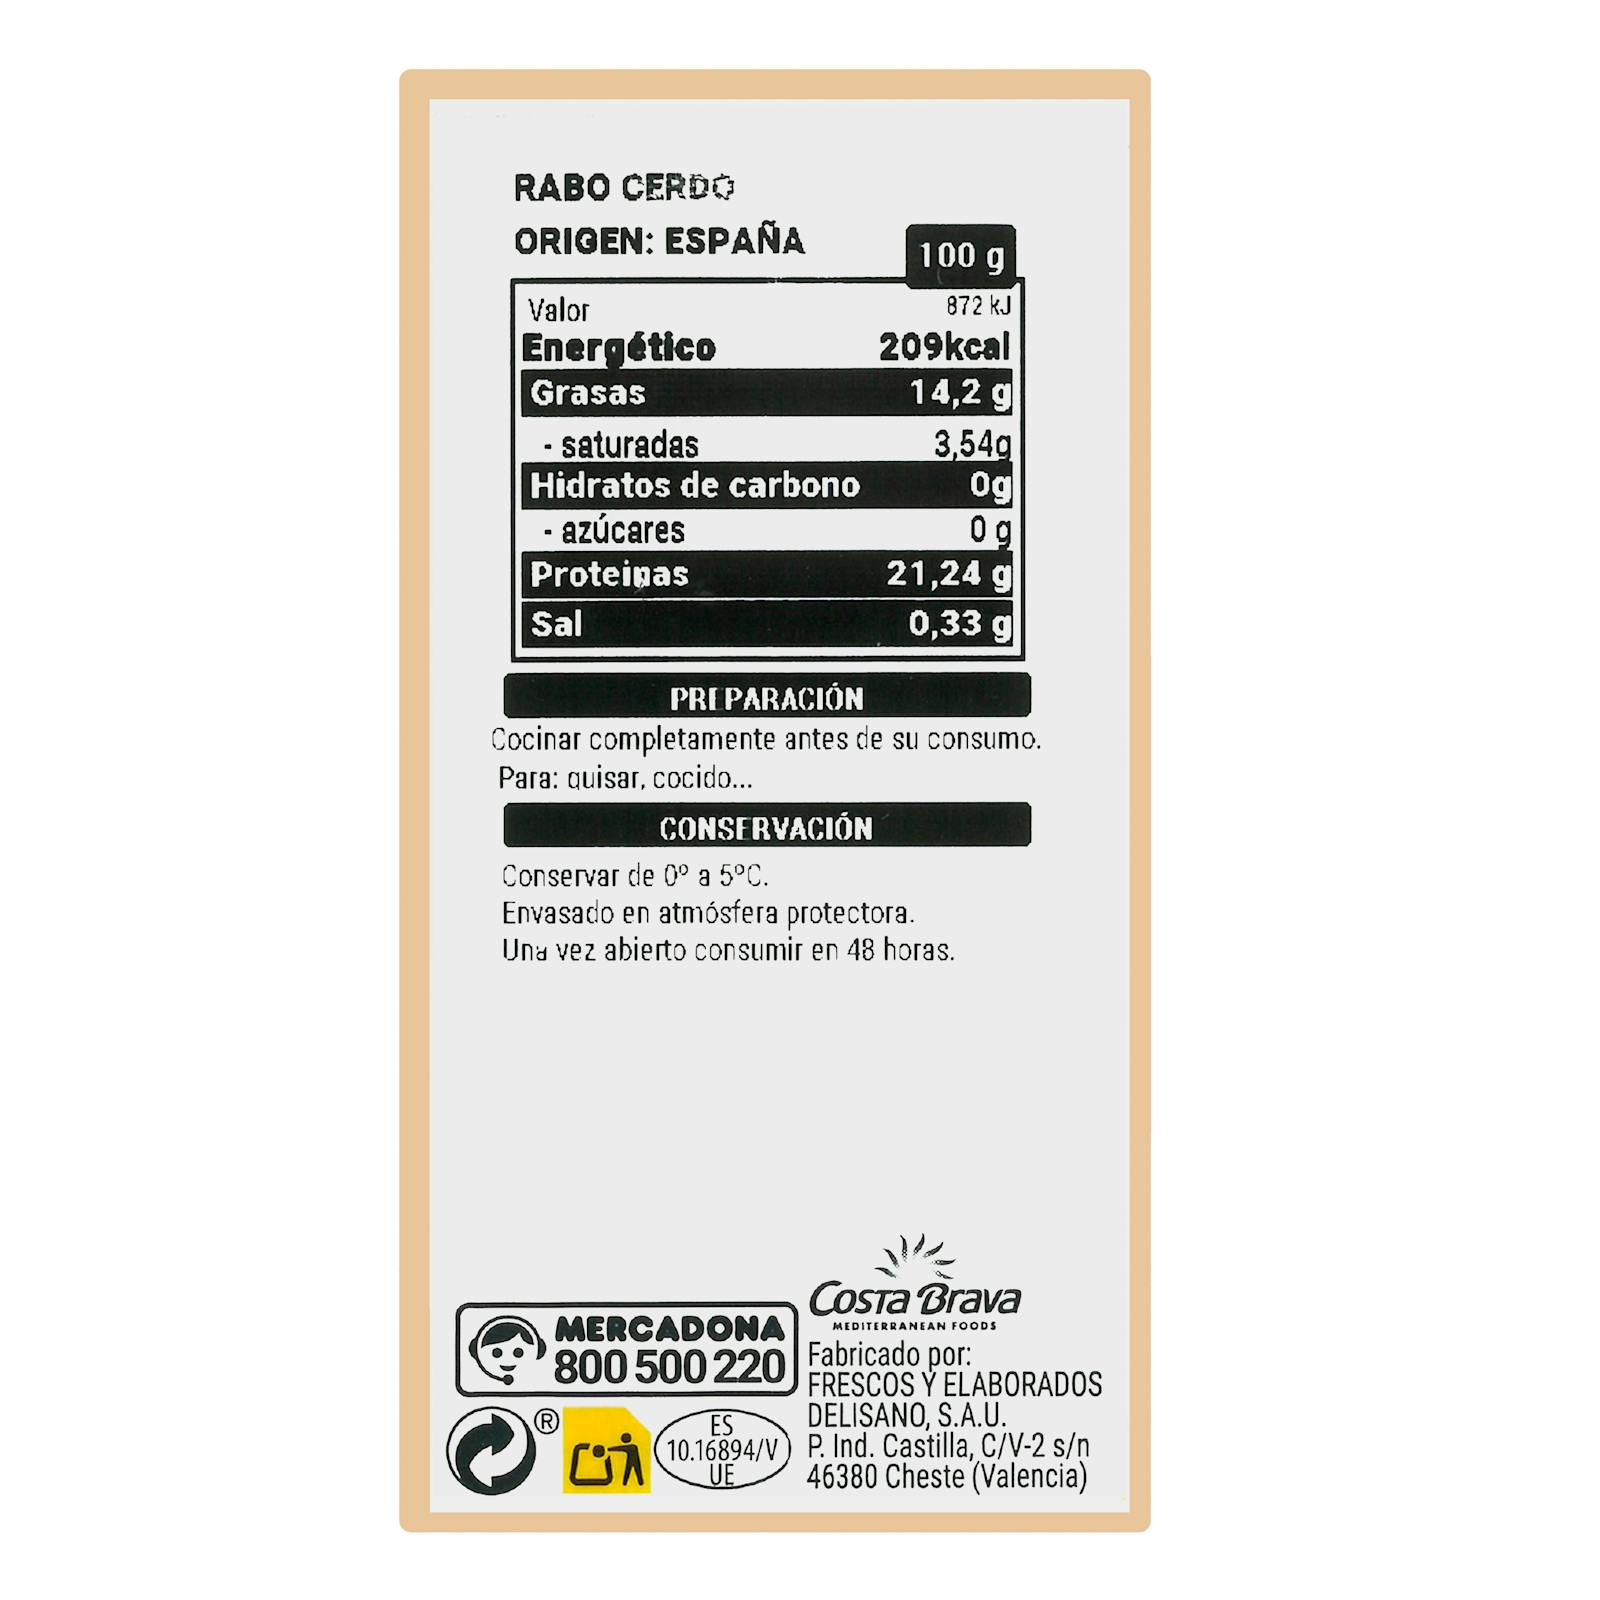 RABO CERDO
ORIGEN: ESPAÑA
100 g
Valor 872 kJ
Energético 209kcal
Grasas 14,2 g
- saturadas 3,54g
Hidratos de carbono 0g
- azúcares 0 g
Proteinas 21,24 g
Sal 0,33 g
PREPARACIÓN
Cocinar completamente antes de su consumo.
Para: guisar, cocido...
CONSERVACIÓN
Conservar de 0º a 5ºC.
Envasado en atmósfera protectora.
Una vez abierto consumir en 48 horas.
Costa Brava
MEDITERRANEAN FOODS
MERCADONA
800 500 220
Fabricado por:
FRESCOS Y ELABORADOS
DELISANO, S.A.U.
P. Ind. Castilla, C/V-2 s/n
46380 Cheste (Valencia)
®
ES
10.16894/V
UE